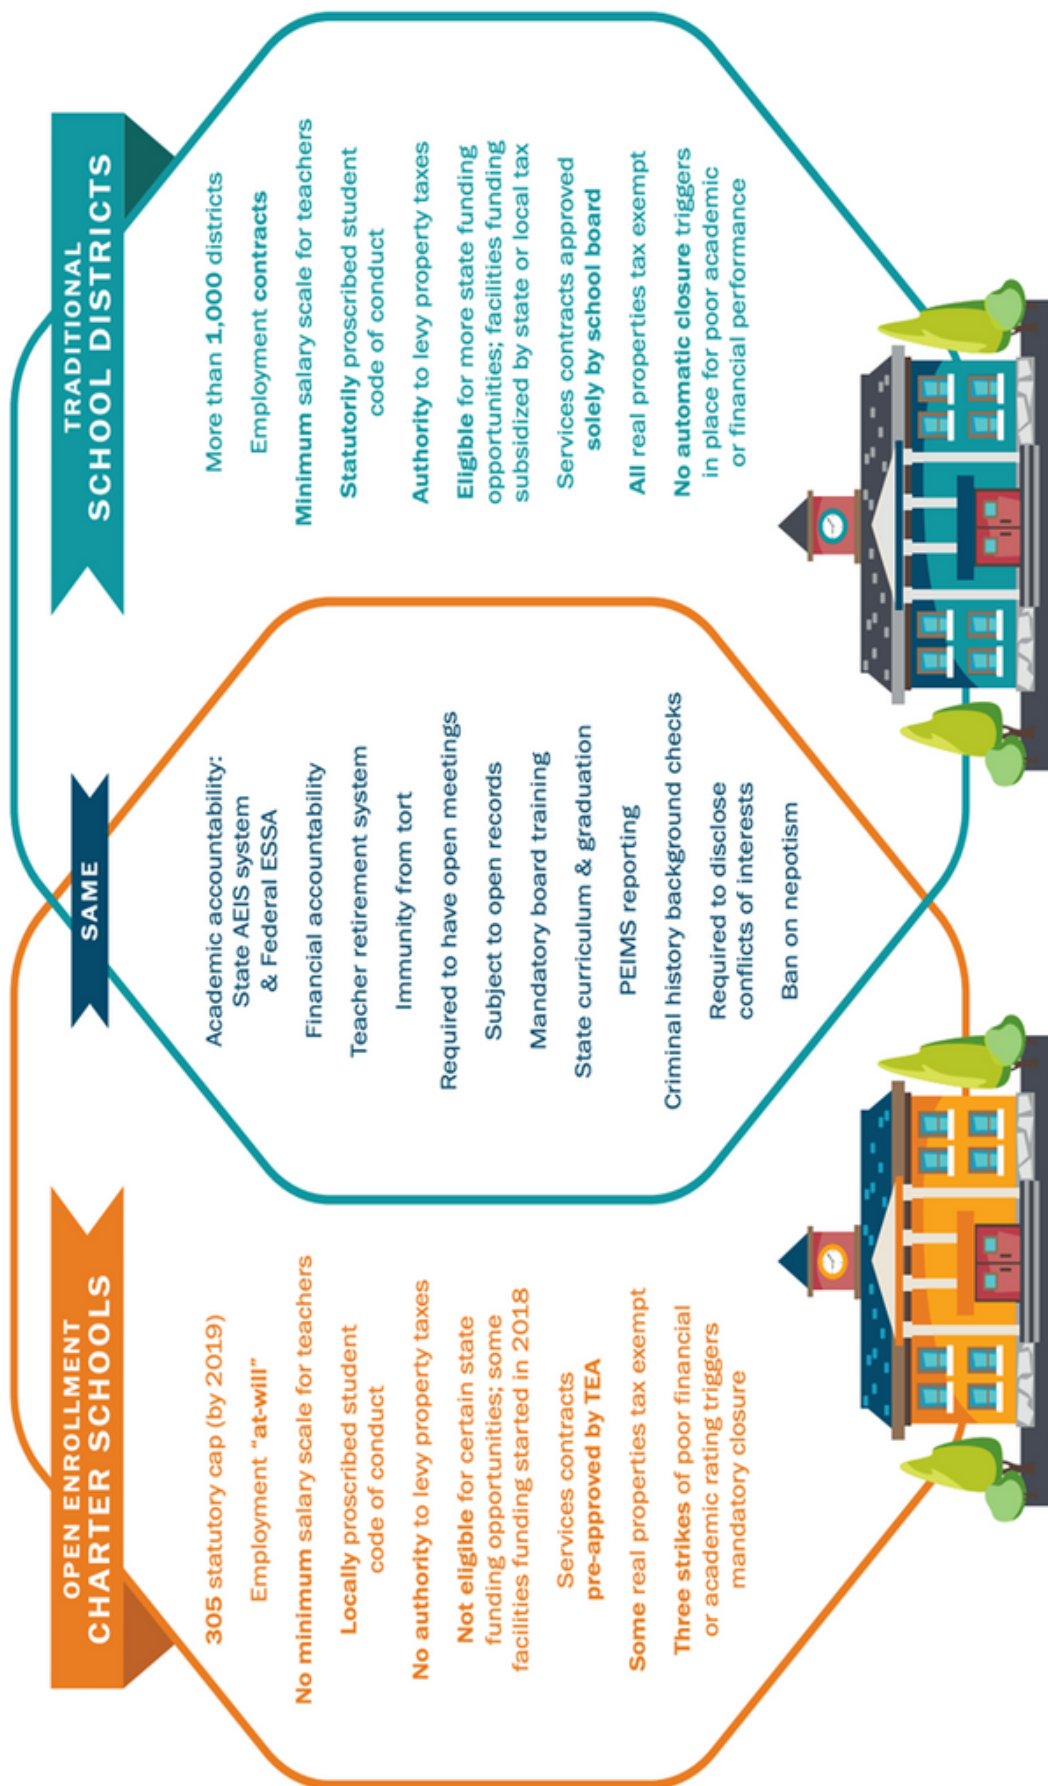 OPEN ENROLLMENT
CHARTER SCHOOLS
305 statutory cap (by 2019)
Employment “at-will”
No minimum salary scale for teachers
Locally proscribed student
code of conduct
No authority to levy property taxes
Not eligible for certain state
funding opportunities; some
facilities funding started in 2018
Services contracts
pre-approved by TEA
Some real properties tax exempt
Three strikes of poor financial
or academic rating triggers
mandatory closure
SAME
Academic accountability:
State AEIS system
& Federal ESSA
Financial accountability
Teacher retirement system
Immunity from tort
Required to have open meetings
Subject to open records
Mandatory board training
State curriculum & graduation
PEIMS reporting
Criminal history background checks
Required to disclose
conflicts of interests
Ban on nepotism
TRADITIONAL
SCHOOL DISTRICTS
More than 1,000 districts
Employment contracts
Minimum salary scale for teachers
Statutorily proscribed student
code of conduct
Authority to levy property taxes
Eligible for more state funding
opportunities; facilities funding
subsidized by state or local tax
Services contracts approved
solely by school board
All real properties tax exempt
No automatic closure triggers
in place for poor academic
or financial performance